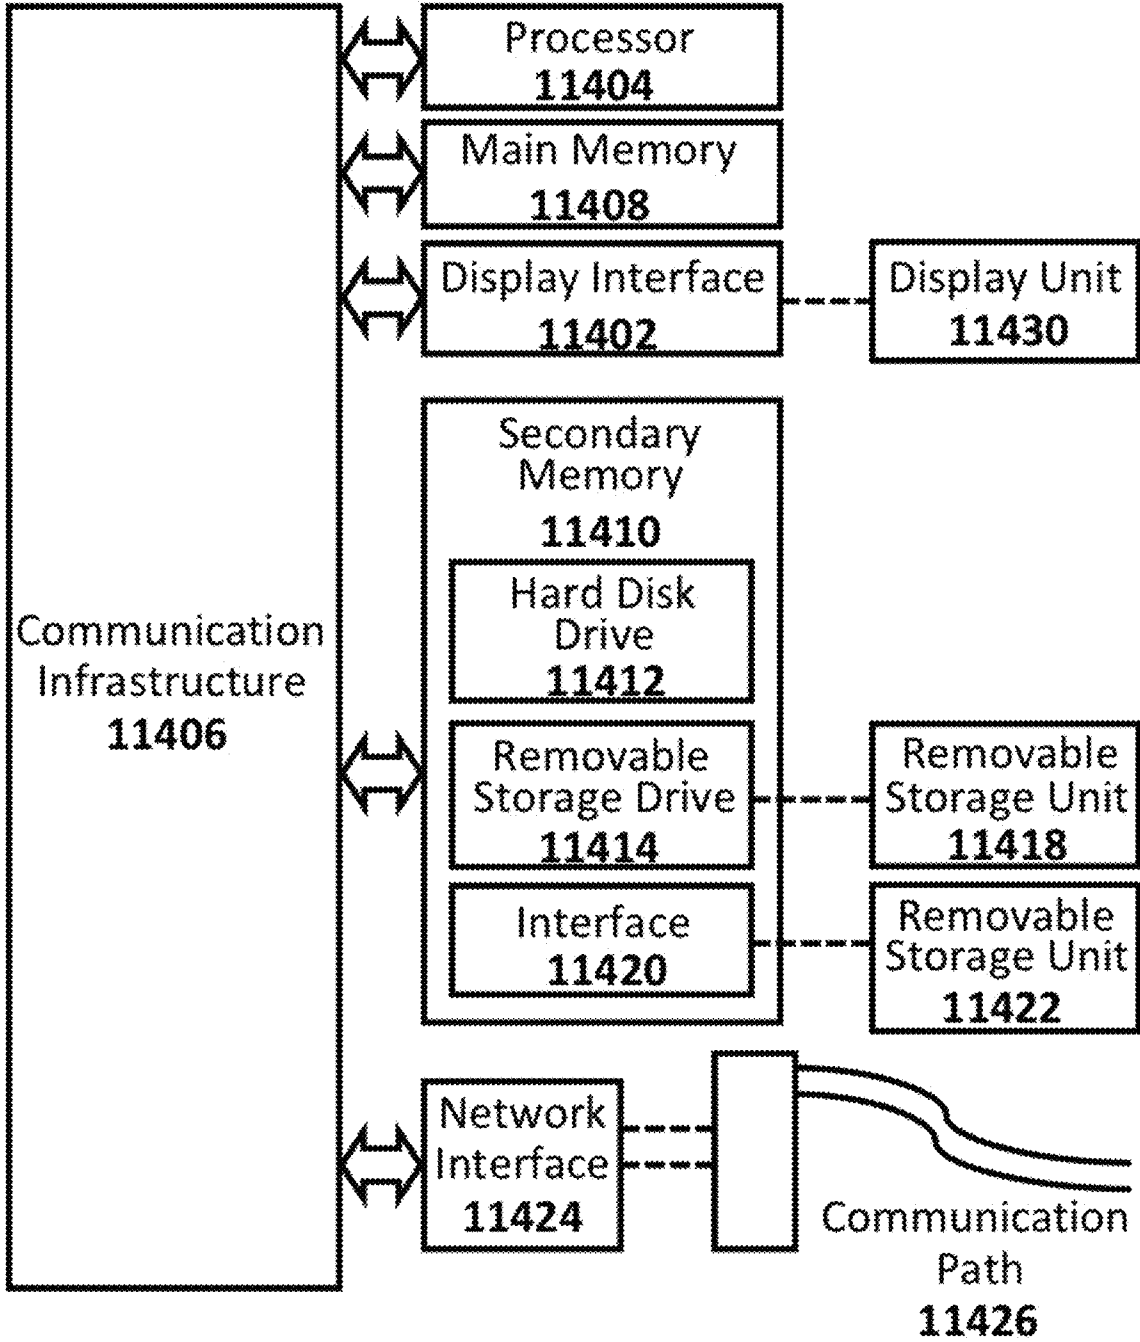 Processor
11404
Main Memory
11408
Display Interface
11402
Display Unit
11430
Secondary
Memory
11410
Hard Disk
Drive
11412
Communication
Infrastructure
11406
Removable
Storage Drive
11414
Removable
Storage Unit
11418
Interface
11420
Removable
Storage Unit
11422
Network
Interface
11424
Communication
Path
11426